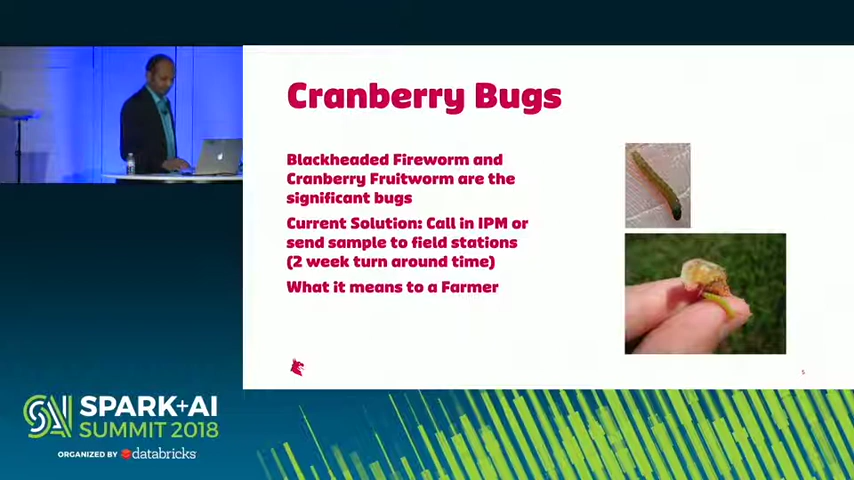 Cranberry Bugs
Blackheaded Fireworm and
Cranberry Fruitworm are the
significant bugs
Current Solution: Call in IPM or
send sample to field stations
(2 week turn around time)
What it means to a Farmer
5
SAI SPARK+AI
SUMMIT 2018
ORGANIZED BY databricks